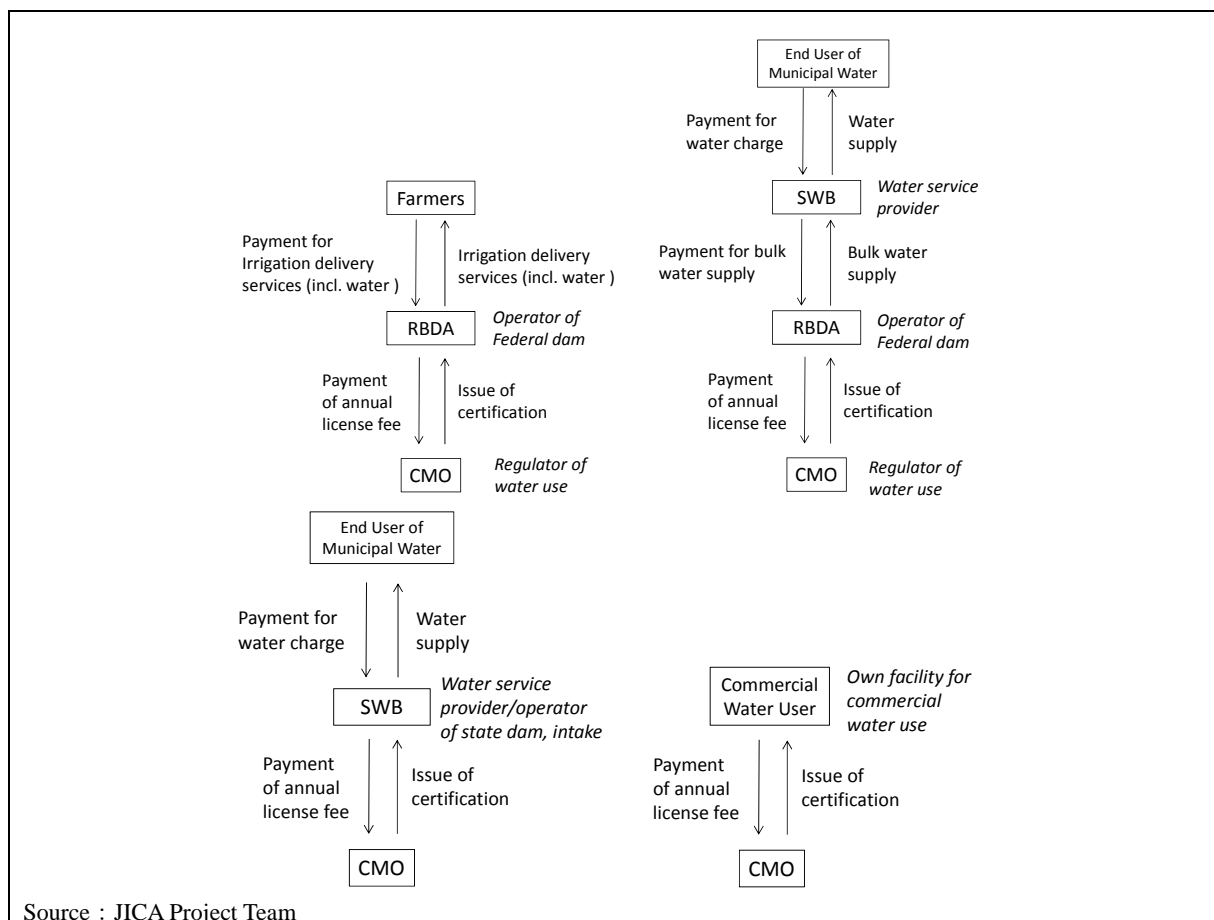 Farmers
Payment for
Irrigation delivery
services (incl. water )
Irrigation delivery
services (incl. water )
RBDA
Operator of
Federal dam
Payment
of annual
license fee
Issue of
certification
CMO
Regulator of
water use
End User of
Municipal Water
Payment for
water charge
Water
supply
SWB
Water service
provider
Payment for bulk
water supply
Bulk water
supply
RBDA
Operator of
Federal dam
Payment
of annual
license fee
Issue of
certification
CMO
Regulator of
water use
End User of
Municipal Water
Payment for
water charge
Water
supply
SWB
Water service
provider/operator
of state dam, intake
Payment
of annual
license fee
Issue of
certification
CMO
Commercial
Water User
Own facility for
commercial
water use
Payment
of annual
license fee
Issue of
certification
CMO
Source : JICA Project Team